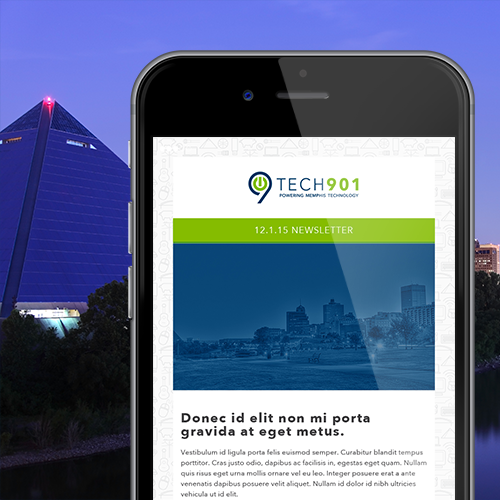 TECH901
POWERING MEMPHIS TECHNOLOGY
12.1.15 NEWSLETTER
Donec id elit non mi porta
gravida at eget metus.
Vestibulum id ligula porta felis euismod semper. Curabitur blandit tempus
porttitor. Cras justo odio, dapibus ac facilisis in, egestas eget quam. Nullam
quis risus eget urna mollis ornare vel eu leo. Integer posuere erat a ante
venenatis dapibus posuere velit aliquet. Nullam id dolor id nibh ultricies
vehicula ut id elit.